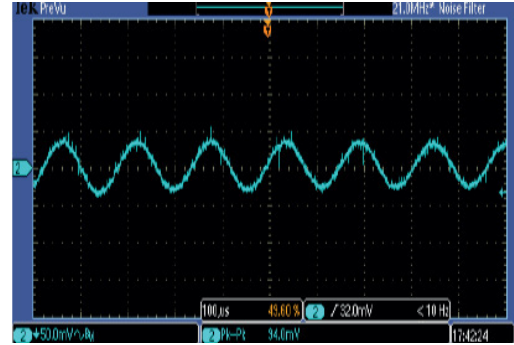 Tek PreVu
21.0MHz Noise Filter
2
100µs 49.60 % 2 / 32.0mV < 10 Hz
2 50.0mV 2 Pk–Pk 94.0mV 17:42:24